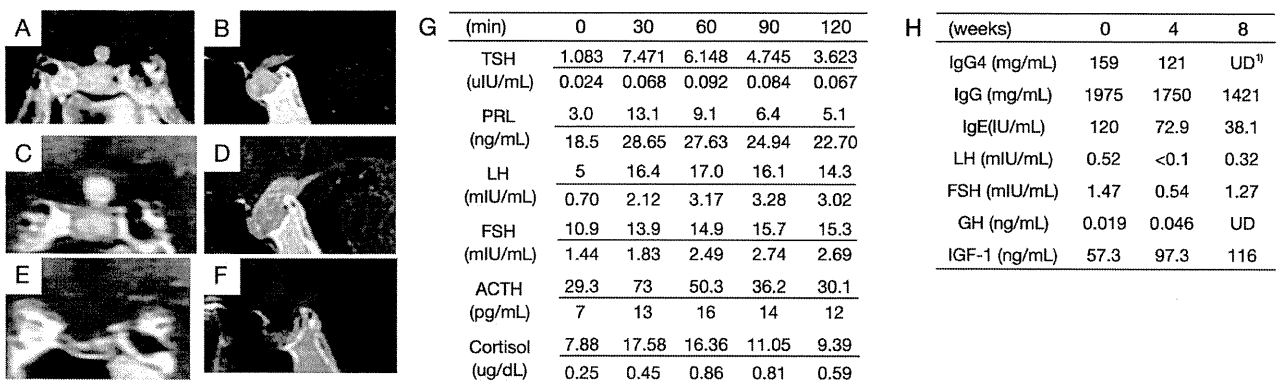 A
B
C
D
E
F
G
(min) 0 30 60 90 120
TSH 1.083 7.471 6.148 4.745 3.623
(uIU/mL) 0.024 0.068 0.092 0.084 0.067
PRL 3.0 13.1 9.1 6.4 5.1
(ng/mL) 18.5 28.65 27.63 24.94 22.70
LH 5 16.4 17.0 16.1 14.3
(mIU/mL) 0.70 2.12 3.17 3.28 3.02
FSH 10.9 13.9 14.9 15.7 15.3
(mIU/mL) 1.44 1.83 2.49 2.74 2.69
ACTH 29.3 73 50.3 36.2 30.1
(pg/mL) 7 13 16 14 12
Cortisol 7.88 17.58 16.36 11.05 9.39
(ug/dL) 0.25 0.45 0.86 0.81 0.59
H
(weeks) 0 4 8
IgG4 (mg/mL) 159 121 UD1)
IgG (mg/mL) 1975 1750 1421
IgE(IU/mL) 120 72.9 38.1
LH (mIU/mL) 0.52 <0.1 0.32
FSH (mIU/mL) 1.47 0.54 1.27
GH (ng/mL) 0.019 0.046 UD
IGF-1 (ng/mL) 57.3 97.3 116